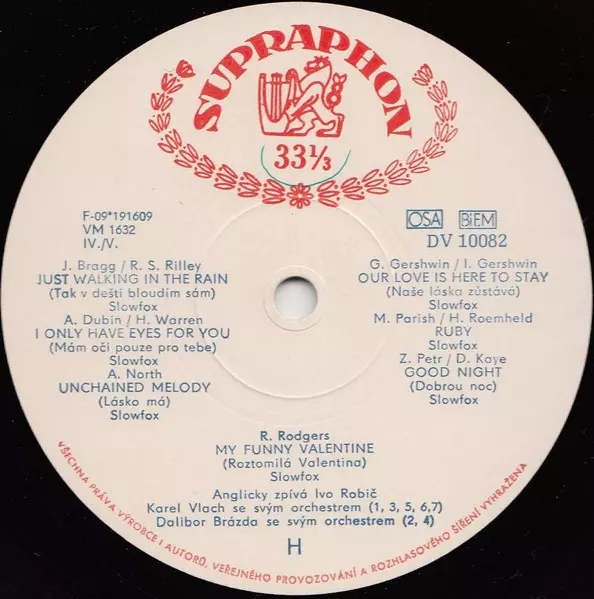 SUPRAPHON
33⅓
F-09*191609
VM 1632
IV./V.
OSA BIEM
DV 10082
J. Bragg / R. S. Rilley
JUST WALKING IN THE RAIN
(Tak v dešti bloudím sám)
Slowfox
A. Dubin / H. Warren
I ONLY HAVE EYES FOR YOU
(Mám oči pouze pro tebe)
Slowfox
A. North
UNCHAINED MELODY
(Lásko má)
Slowfox
G. Gershwin / I. Gershwin
OUR LOVE IS HERE TO STAY
(Naše láska zůstává)
Slowfox
M. Parish / H. Roemheld
RUBY
Slowfox
Z. Petr / D. Kaye
GOOD NIGHT
(Dobrou noc)
Slowfox
R. Rodgers
MY FUNNY VALENTINE
(Roztomilá Valentina)
Slowfox
Anglicky zpívá Ivo Robič
Karel Vlach se svým orchestrem (1, 3, 5, 6,7)
Dalibor Brázda se svým orchestrem (2, 4)
H
VŠECHNA PRÁVA VÝROBCE I AUTORŮ, VEŘEJNÉHO PROVOZOVÁNÍ A ROZHLASOVÉHO ŠÍŘENÍ VYHRAŽENA